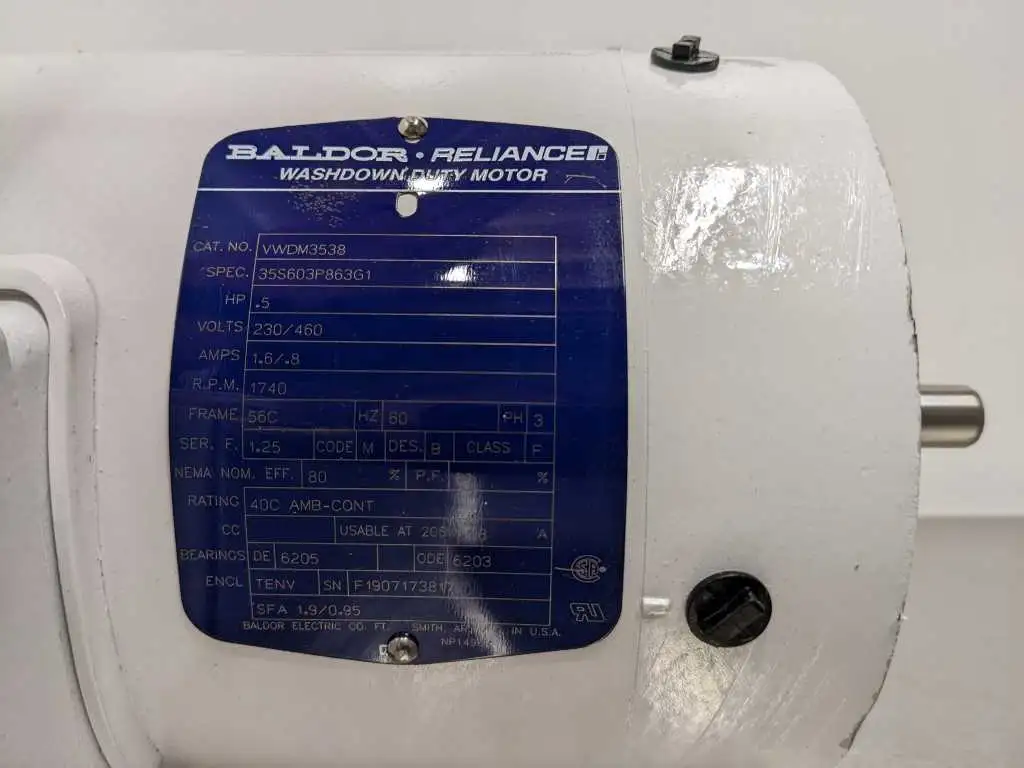 BALDOR • RELIANCE
WASHDOWN DUTY MOTOR
CAT. NO. VWDM3538
SPEC. 35S603P863G1
HP .5
VOLTS 230/460
AMPS 1.6/.8
R.P.M. 1740
FRAME 56C HZ 60 PH 3
SER. F. 1.25 CODE M DES. B CLASS F
NEMA NOM. EFF. 80 % P.F. %
RATING 40C AMB-CONT
CC USABLE AT A
BEARINGS DE 6205 ODE 6203
ENCL TENV SN F1907173817
SFA 1.9/0.95
BALDOR ELECTRIC CO. FT. SMITH, IN U.S.A.